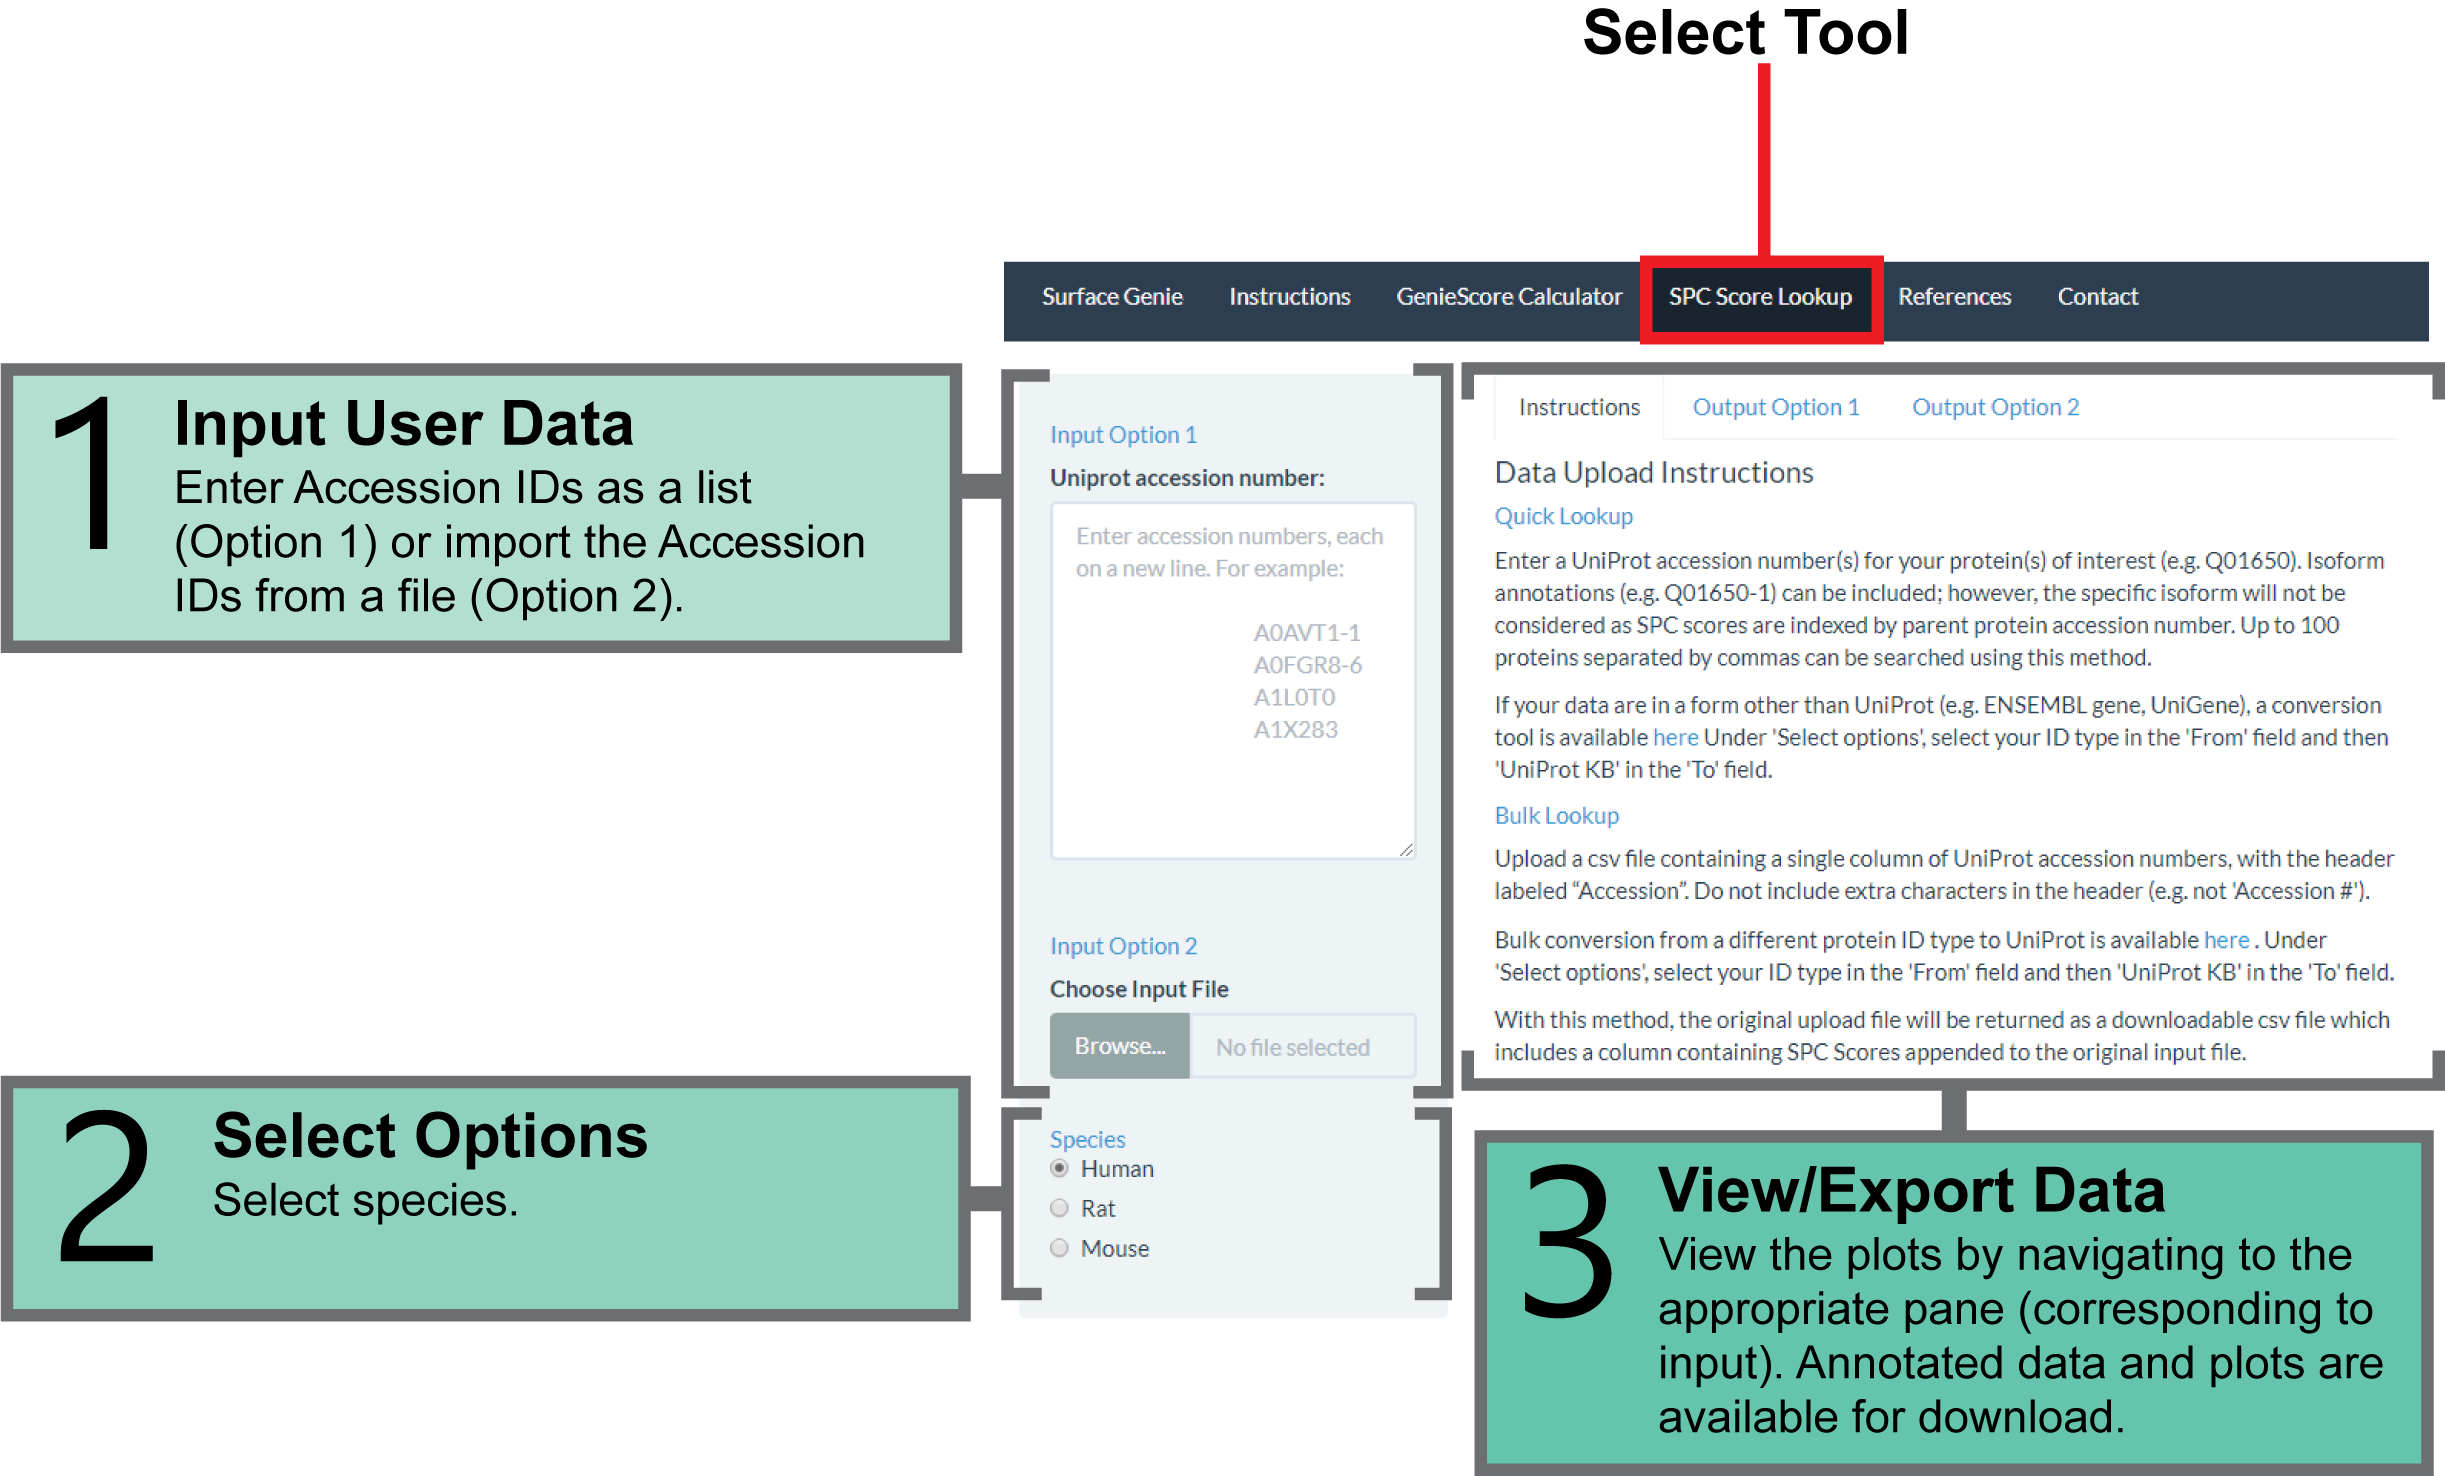 Select Tool
Surface Genie Instructions GenieScore Calculator SPC Score Lookup References Contact
1 Input User Data
Enter Accession IDs as a list
(Option 1) or import the Accession
IDs from a file (Option 2).
Input Option 1
Uniprot accession number:
Enter accession numbers, each
on a new line. For example:
A0AVT1-1
A0FGR8-6
A1L0T0
A1X283
Input Option 2
Choose Input File
Browse... No file selected
2 Select Options
Select species.
Species
Human
Rat
Mouse
Instructions Output Option 1 Output Option 2
Data Upload Instructions
Quick Lookup
Enter a UniProt accession number(s) for your protein(s) of interest (e.g. Q01650). Isoform
annotations (e.g. Q01650-1) can be included; however, the specific isoform will not be
considered as SPC scores are indexed by parent protein accession number. Up to 100
proteins separated by commas can be searched using this method.
If your data are in a form other than UniProt (e.g. ENSEMBL gene, UniGene), a conversion
tool is available here Under 'Select options', select your ID type in the 'From' field and then
'UniProt KB' in the 'To' field.
Bulk Lookup
Upload a csv file containing a single column of UniProt accession numbers, with the header
labeled “Accession”. Do not include extra characters in the header (e.g. not 'Accession #').
Bulk conversion from a different protein ID type to UniProt is available here . Under
'Select options', select your ID type in the 'From' field and then 'UniProt KB' in the 'To' field.
With this method, the original upload file will be returned as a downloadable csv file which
includes a column containing SPC Scores appended to the original input file.
3 View/Export Data
View the plots by navigating to the
appropriate pane (corresponding to
input). Annotated data and plots are
available for download.